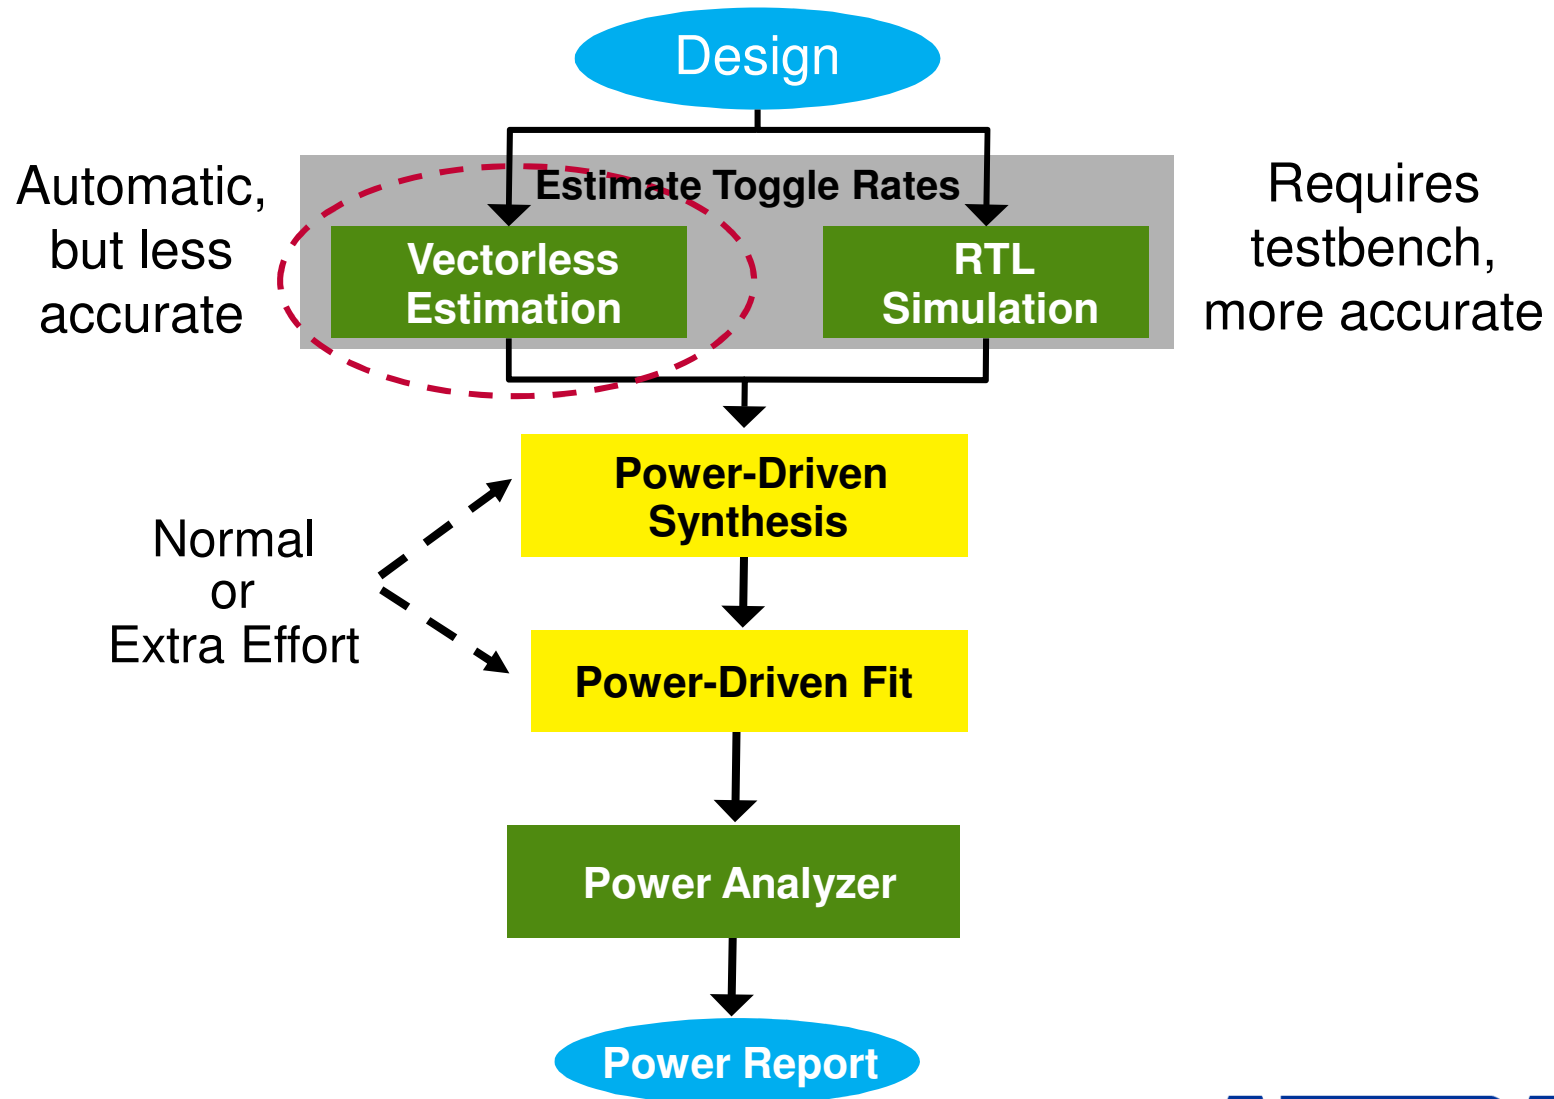 Design
Automatic,
but less
accurate
Estimate Toggle Rates
Vectorless
Estimation
RTL
Simulation
Requires
testbench,
more accurate
Power-Driven
Synthesis
Normal
or
Extra Effort
Power-Driven Fit
Power Analyzer
Power Report